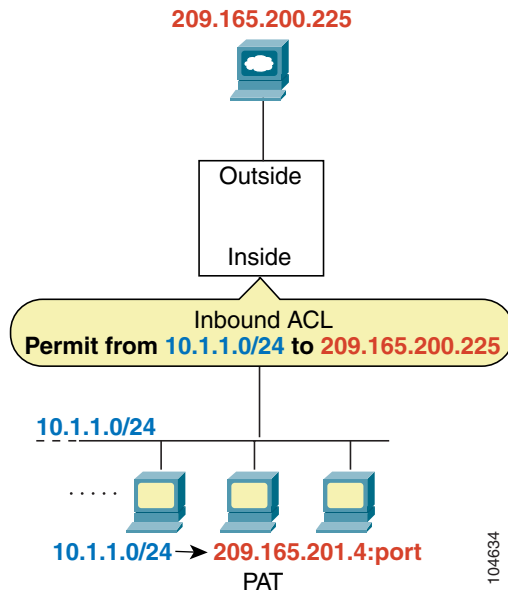 209.165.200.225
Outside
Inside
Inbound ACL
Permit from 10.1.1.0/24 to 209.165.200.225
10.1.1.0/24
10.1.1.0/24 209.165.201.4:port
PAT
104634